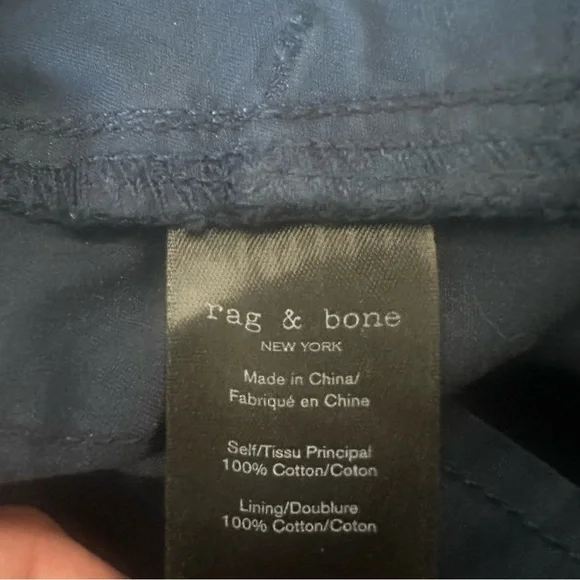 rag & bone
NEW YORK
Made in China/
Fabriqué en Chine
Self/Tissu Principal
100% Cotton/Coton
Lining/Doublure
100% Cotton/Coton